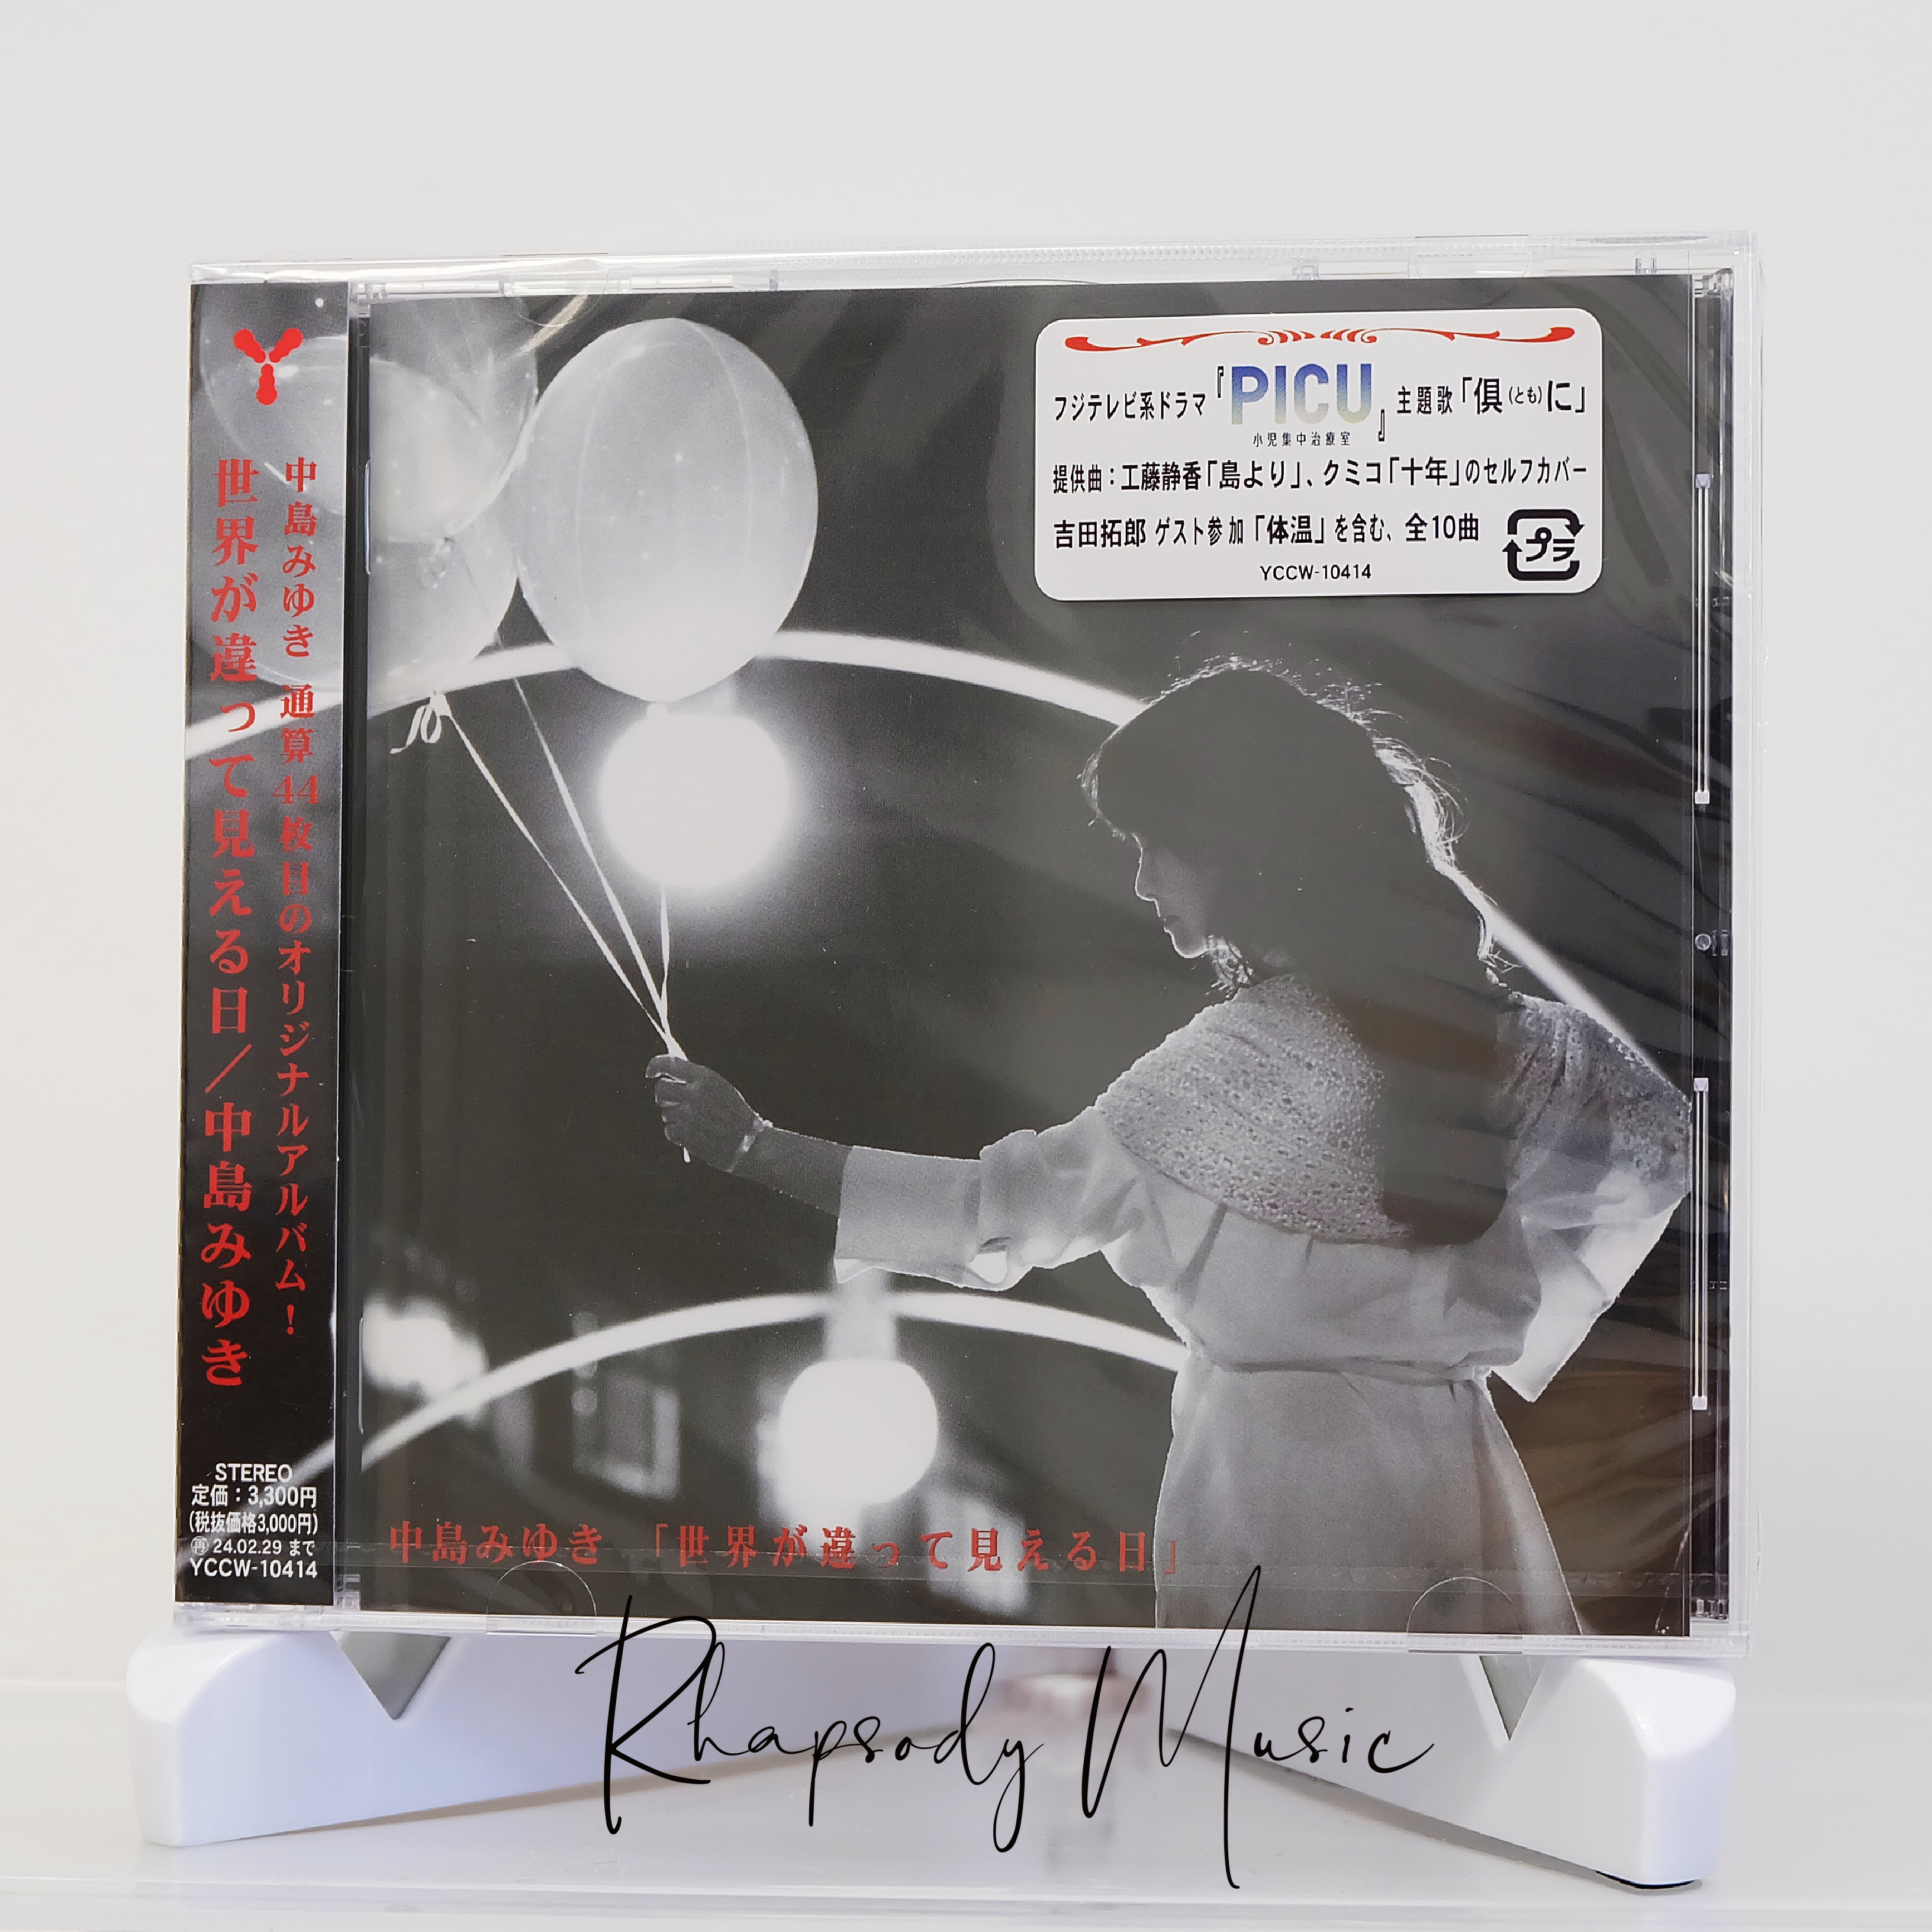 中島みゆき 通算44枚目のオリジナルアルバム!
世界が違って見える日/中島みゆき
STEREO
定価:3,300円
(税抜価格3,000円)
再 24.02.29 まで
YCCW-10414
フジテレビ系ドラマ『PICU』主題歌「俱(とも)に」
小児集中治療室
提供曲:工藤静香「島より」、クミコ「十年」のセルフカバー
吉田拓郎 ゲスト参加「体温」を含む、全10曲
プラ
YCCW-10414
中島みゆき 「世界が違って見える日」
Rhapsody Music